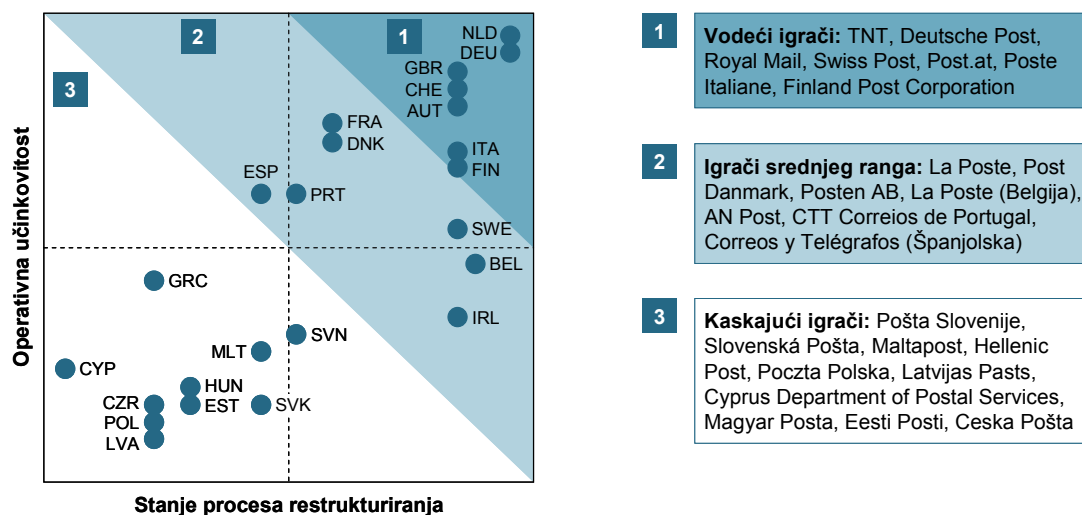 2
1
3
NLD
DEU
GBR
CHE
AUT
FRA
DNK
ITA
FIN
ESP
PRT
SWE
BEL
GRC
IRL
SVN
MLT
CYP
HUN
CZR
EST
SVK
POL
LVA
Operativna učinkovitost
Stanje procesa restrukturiranja
1
Vodeći igrači: TNT, Deutsche Post,
Royal Mail, Swiss Post, Post.at, Poste
Italiane, Finland Post Corporation
2
Igrači srednjeg ranga: La Poste, Post
Danmark, Posten AB, La Poste (Belgija),
AN Post, CTT Correios de Portugal,
Correos y Telégrafos (Španjolska)
3
Kaskajući igrači: Pošta Slovenije,
Slovenská Pošta, Maltapost, Hellenic
Post, Poczta Polska, Latvijas Pasts,
Cyprus Department of Postal Services,
Magyar Posta, Eesti Posti, Ceska Pošta